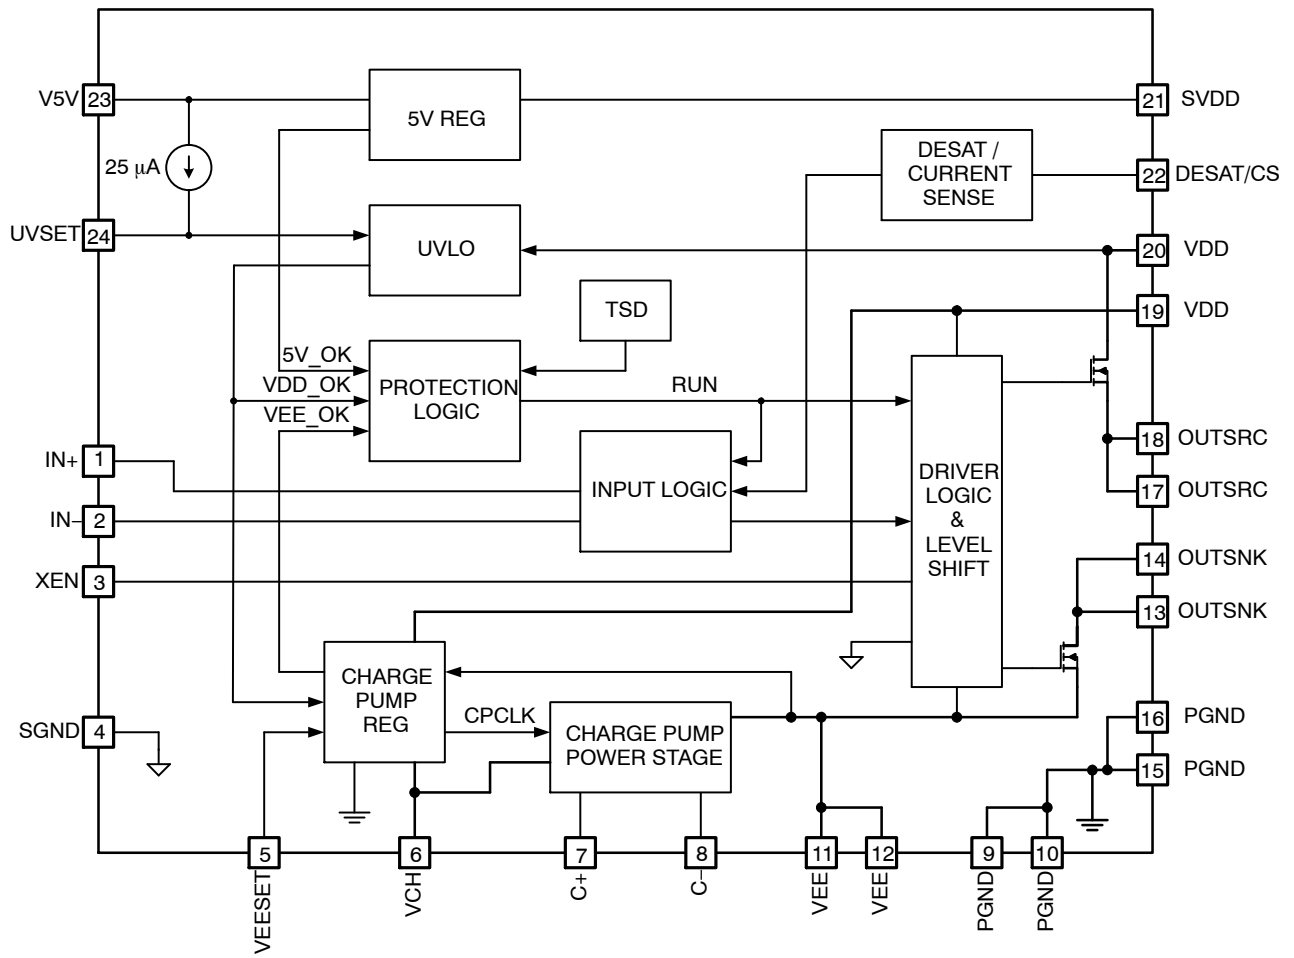 V5V
23
5V REG
21
SVDD
25 μA
DESAT /
CURRENT
SENSE
22
DESAT/CS
UVSET
24
UVLO
20
VDD
TSD
19
VDD
5V_OK
VDD_OK
VEE_OK
PROTECTION
LOGIC
RUN
18
OUTSRC
IN+
1
INPUT LOGIC
DRIVER
LOGIC
&
LEVEL
SHIFT
17
OUTSRC
IN–
2
14
OUTSNK
XEN
3
13
OUTSNK
CHARGE
PUMP
REG
CPCLK
CHARGE PUMP
POWER STAGE
SGND
4
16
PGND
15
PGND
5
6
7
8
11
12
9
10
VEESET
VCH
C+
C–
VEE
VEE
PGND
PGND